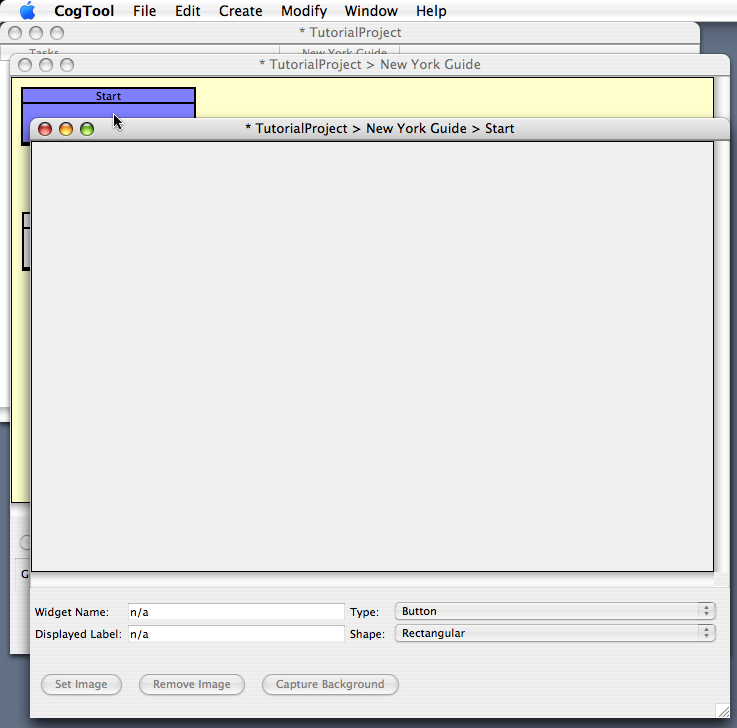 CogTool File Edit Create Modify Window Help
* TutorialProject
Tasks New York Guide
* TutorialProject > New York Guide
Start
* TutorialProject > New York Guide > Start
G
Widget Name: n/a Type: Button
Displayed Label: n/a Shape: Rectangular
Set Image Remove Image Capture Background